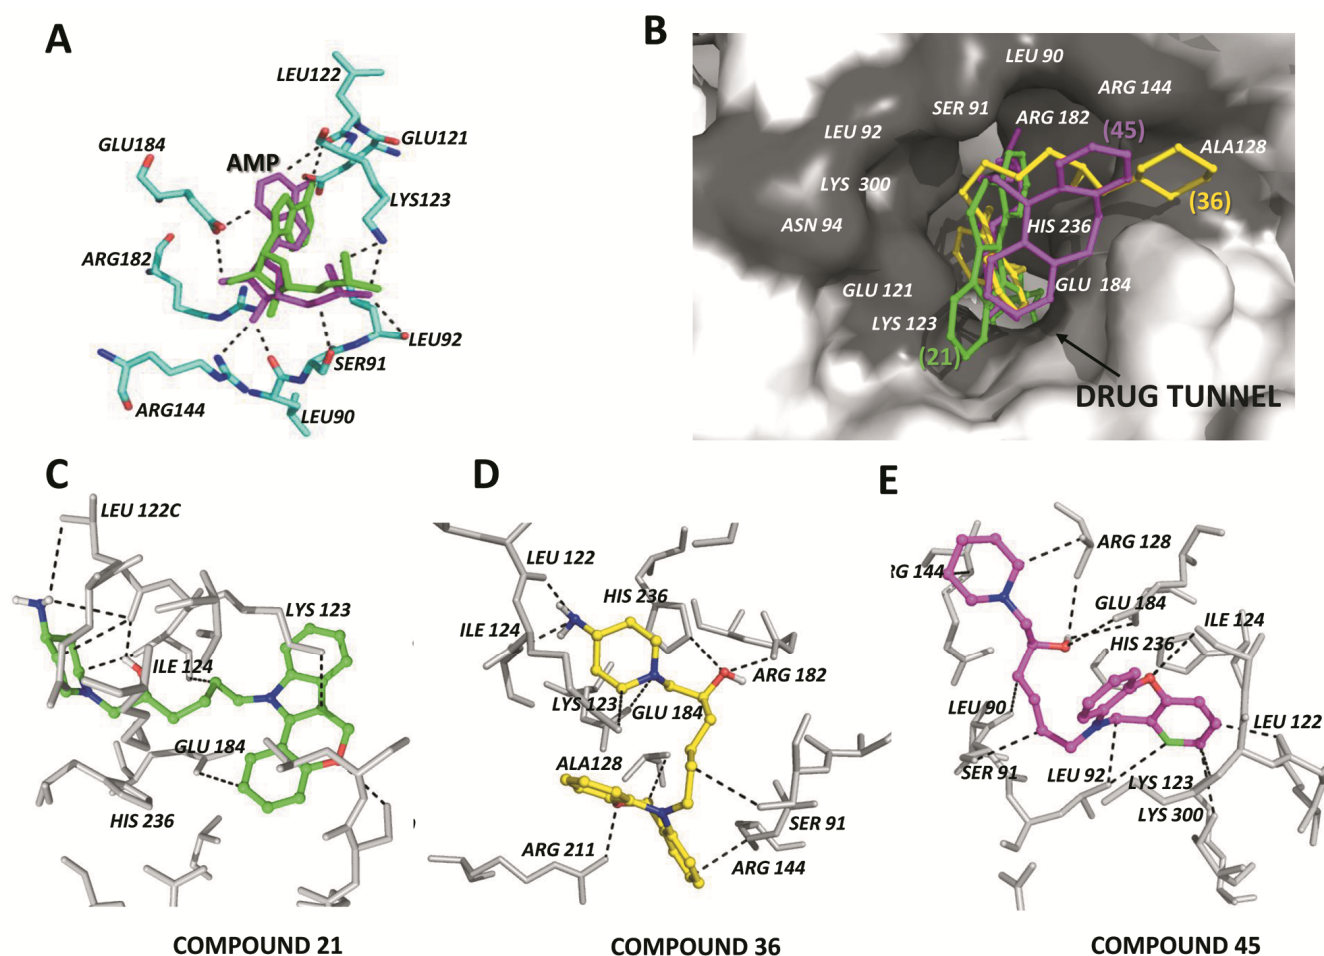 A
LEU122
GLU121
GLU184
AMP
LYS123
ARG182
LEU92
SER91
ARG144
LEU90
B
LEU 90
ARG 144
SER 91
ARG 182
(45)
LEU 92
ALA128
LYS 300
(36)
ASN 94
HIS 236
GLU 121
GLU 184
LYS 123
(21)
DRUG TUNNEL
C
LEU 122C
LYS 123
ILE 124
GLU 184
HIS 236
COMPOUND 21
D
LEU 122
HIS 236
ILE 124
ARG 182
LYS 123
GLU 184
ALA128
SER 91
ARG 211
ARG 144
COMPOUND 36
E
ARG 128
RG 144
GLU 184
ILE 124
HIS 236
LEU 90
LEU 122
SER 91
LEU 92
LYS 123
LYS 300
COMPOUND 45